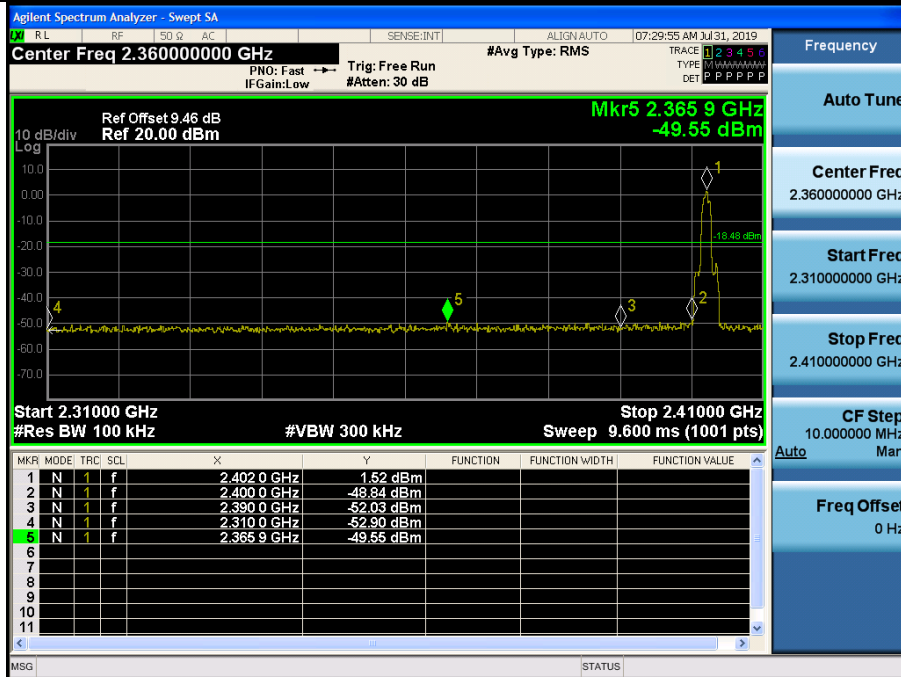 Agilent Spectrum Analyzer - Swept SA
LXI RL RF 50 Ω AC SENSE:INT ALIGN AUTO 07:29:55 AM Jul 31, 2019
Center Freq 2.360000000 GHz
PNO: Fast
IFGain:Low
Trig: Free Run
#Atten: 30 dB
#Avg Type: RMS
TRACE 1 2 3 4 5 6
TYPE M W W W W W
DET P P P P P P
Mkr5 2.365 9 GHz
-49.55 dBm
Ref Offset 9.46 dB
10 dB/div Ref 20.00 dBm
Log
10.0
0.00
-10.0
-20.0
-30.0
-40.0
-50.0
-60.0
-70.0
1
-18.48 dBm
4
5
3
2
Start 2.31000 GHz Stop 2.41000 GHz
#Res BW 100 kHz #VBW 300 kHz Sweep 9.600 ms (1001 pts)
MKR MODE TRC SCL X Y FUNCTION FUNCTION WIDTH FUNCTION VALUE
1 N 1 f 2.402 0 GHz 1.52 dBm
2 N 1 f 2.400 0 GHz -48.84 dBm
3 N 1 f 2.390 0 GHz -52.03 dBm
4 N 1 f 2.310 0 GHz -52.90 dBm
5 N 1 f 2.365 9 GHz -49.55 dBm
6
7
8
9
10
11
MSG STATUS
Frequency
Auto Tune
Center Freq
2.360000000 GHz
Start Freq
2.310000000 GHz
Stop Freq
2.410000000 GHz
CF Step
10.000000 MHz
Auto Man
Freq Offset
0 Hz